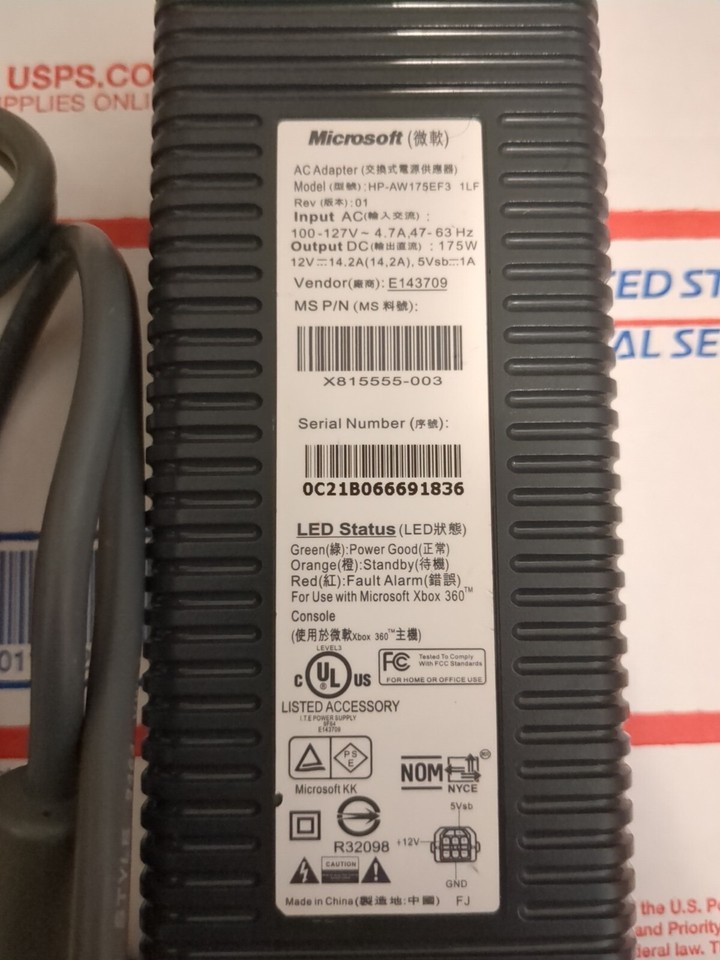 USPS.CO
PPLIES ONLI
Microsoft (微軟)
AC Adapter (交換式電源供應器)
Model (型號) : HP-AW175EF3 1LF
Rev (版本) : 01
Input AC(輸入交流) :
100-127V~ 4.7A,47-63Hz
Output DC(輸出直流) : 175W
12V⎓14.2A(14,2A), 5Vsb⎓1A
Vendor(廠商): E143709
MS P/N (MS 料號):
X815555-003
Serial Number (序號):
0C21B066691836
LED Status (LED狀態)
Green(綠):Power Good(正常)
Orange(橙):Standby(待機)
Red(紅):Fault Alarm(錯誤)
For Use with Microsoft Xbox 360™
Console
(使用於微軟Xbox 360™主機)
LEVEL3
c UL ® US
FC Tested To Comply
With FCC Standards
FOR HOME OR OFFICE USE
LISTED ACCESSORY
I.T.E POWER SUPPLY
E143709
PS
E
Microsoft KK
NOM
NYCE
R32098
5Vsb
+12V
GND
CAUTION
Made in China (製造地:中國) FJ
ED ST
AL SE
01
STYLE
the U.S. P
and Priority
deral law. T